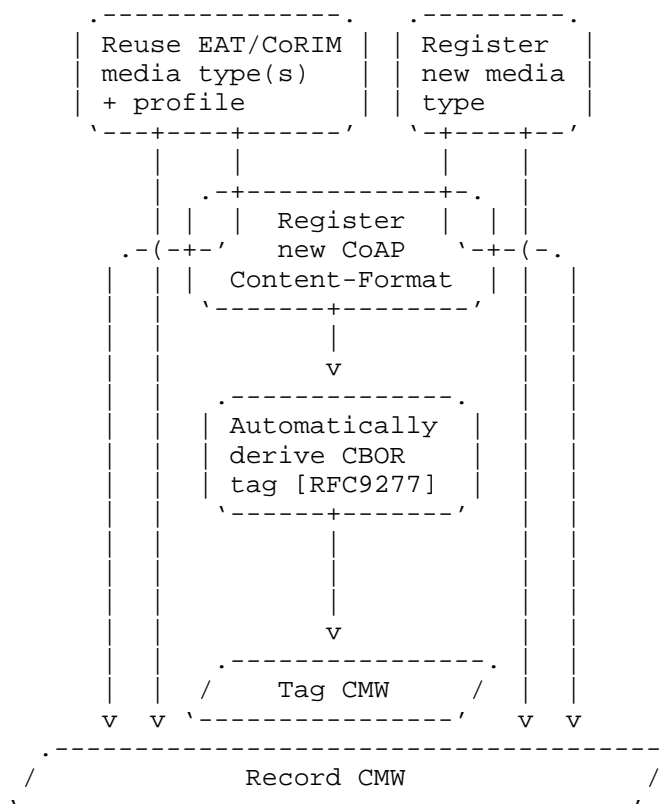 Reuse EAT/CoRIM Register
media type(s) new media
+ profile type
Register
new CoAP
Content-Format
v
Automatically
derive CBOR
tag [RFC9277]
v
Tag CMW
v v v v
Record CMW